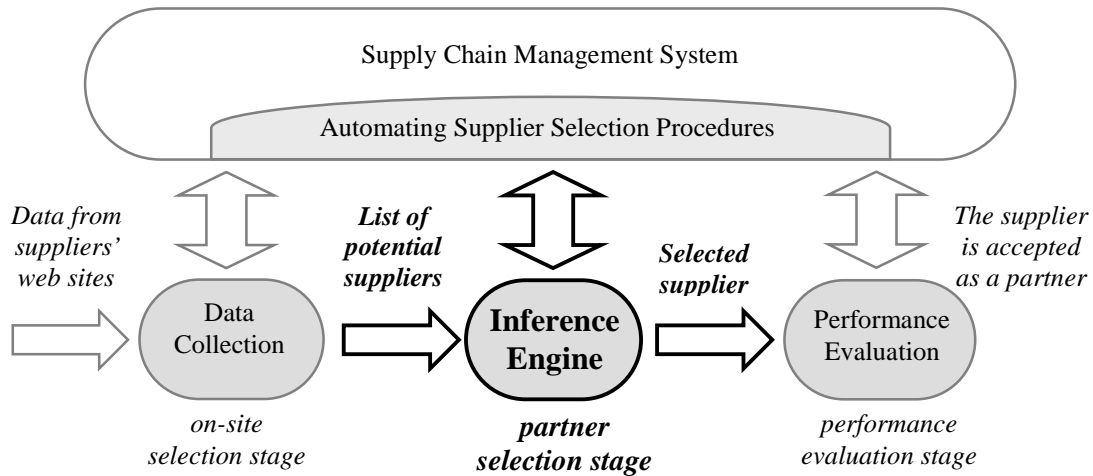 Supply Chain Management System
Automating Supplier Selection Procedures
Data from
suppliers’
web sites
List of
potential
suppliers
Selected
supplier
The supplier
is accepted
as a partner
Data
Collection
Inference
Engine
Performance
Evaluation
on-site
selection stage
partner
selection stage
performance
evaluation stage